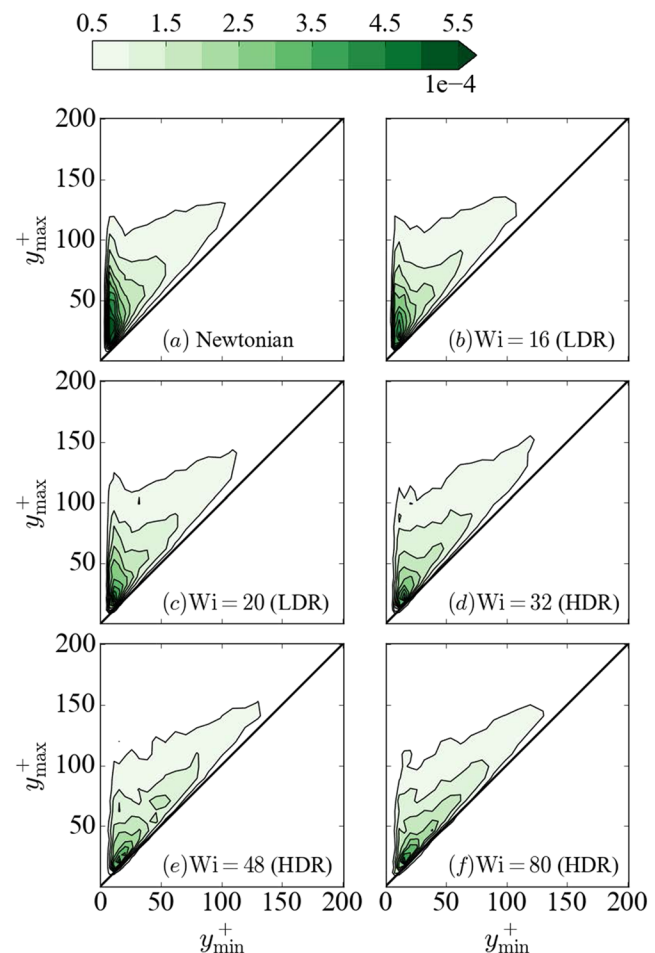 0.5 1.5 2.5 3.5 4.5 5.5
1e−4
200
150
100
50
y⁺max
(a) Newtonian
(b) Wi = 16 (LDR)
200
150
100
50
y⁺max
(c) Wi = 20 (LDR)
(d) Wi = 32 (HDR)
200
150
100
50
y⁺max
(e) Wi = 48 (HDR)
(f) Wi = 80 (HDR)
0 50 100 150 200 0 50 100 150 200
y⁺min y⁺min